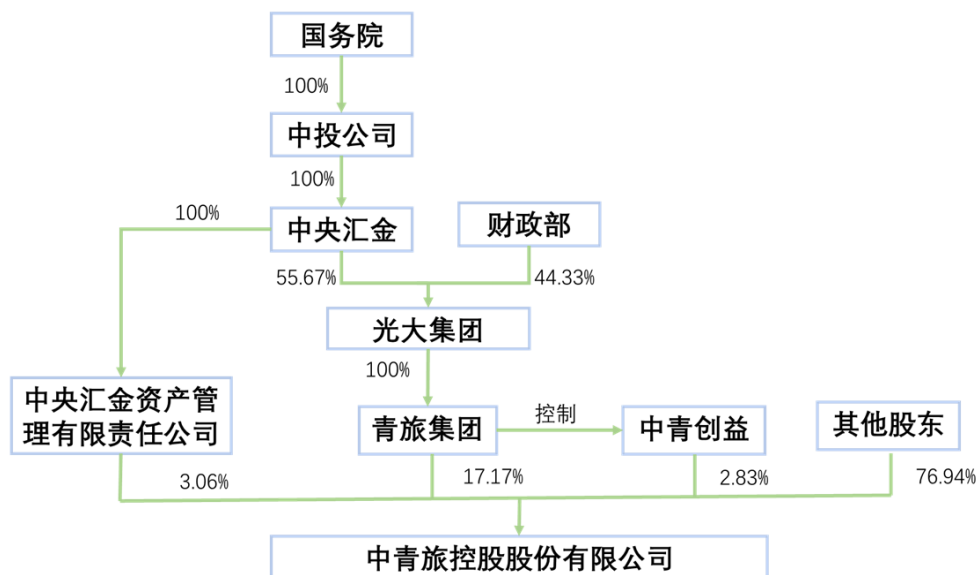 国务院
100%
中投公司
100%
100%
中央汇金
财政部
55.67%
44.33%
光大集团
100%
中央汇金资产管
理有限责任公司
青旅集团
控制
中青创益
其他股东
3.06%
17.17%
2.83%
76.94%
中青旅控股股份有限公司